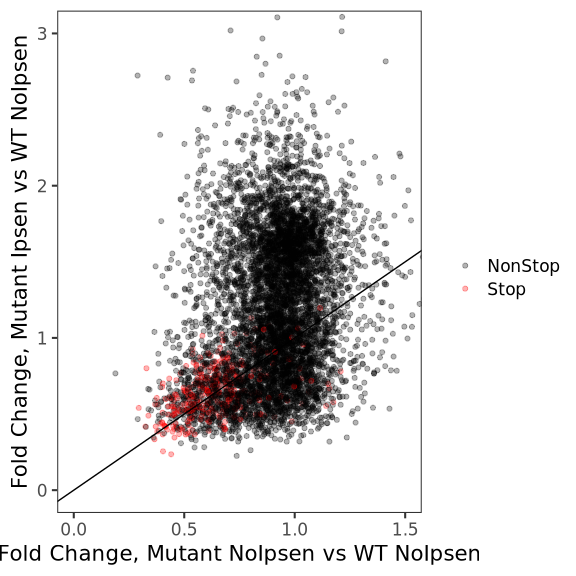 Fold Change, Mutant Ipsen vs WT NoIpsen
3
2
1
0
0.0 0.5 1.0 1.5
Fold Change, Mutant NoIpsen vs WT NoIpsen
NonStop
Stop